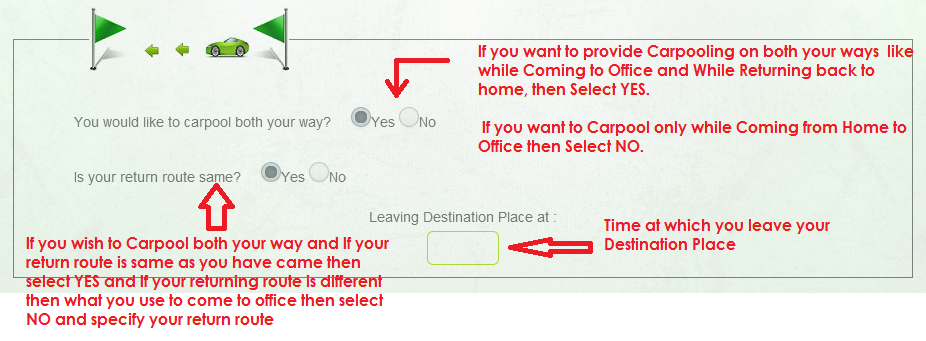 If you want to provide Carpooling on both your ways like
while Coming to Office and While Returning back to
home, then Select YES.
You would like to carpool both your way? Yes No
If you want to Carpool only while Coming from Home to
Office then Select NO.
Is your return route same? Yes No
Leaving Destination Place at :
Time at which you leave your
Destination Place
If you wish to Carpool both your way and If your
return route is same as you have came then
select YES and if your returning route is different
then what you use to come to office then select
NO and specify your return route